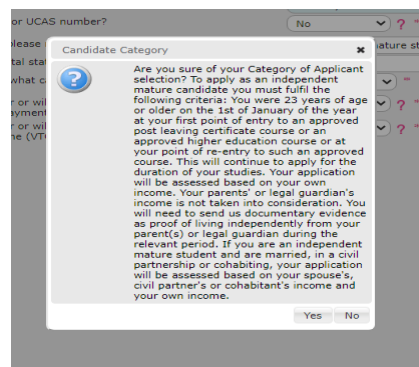 or UCAS number?
No
?
Candidate Category
Are you sure of your Category of Applicant
selection? To apply as an independent
mature candidate you must fulfil the
following criteria: You were 23 years of age
or older on the 1st of January of the year
at your first point of entry to an approved
post leaving certificate course or an
approved higher education course or at
your point of re-entry to such an approved
course. This will continue to apply for the
duration of your studies. Your application
will be assessed based on your own
income. Your parents' or legal guardian's
income is not taken into consideration. You
will need to send us documentary evidence
as proof of living independently from your
parent(s) or legal guardian during the
relevant period. If you are an independent
mature student and are married, in a civil
partnership or cohabiting, your application
will be assessed based on your spouse's,
civil partner's or cohabitant's income and
your own income.
Yes No